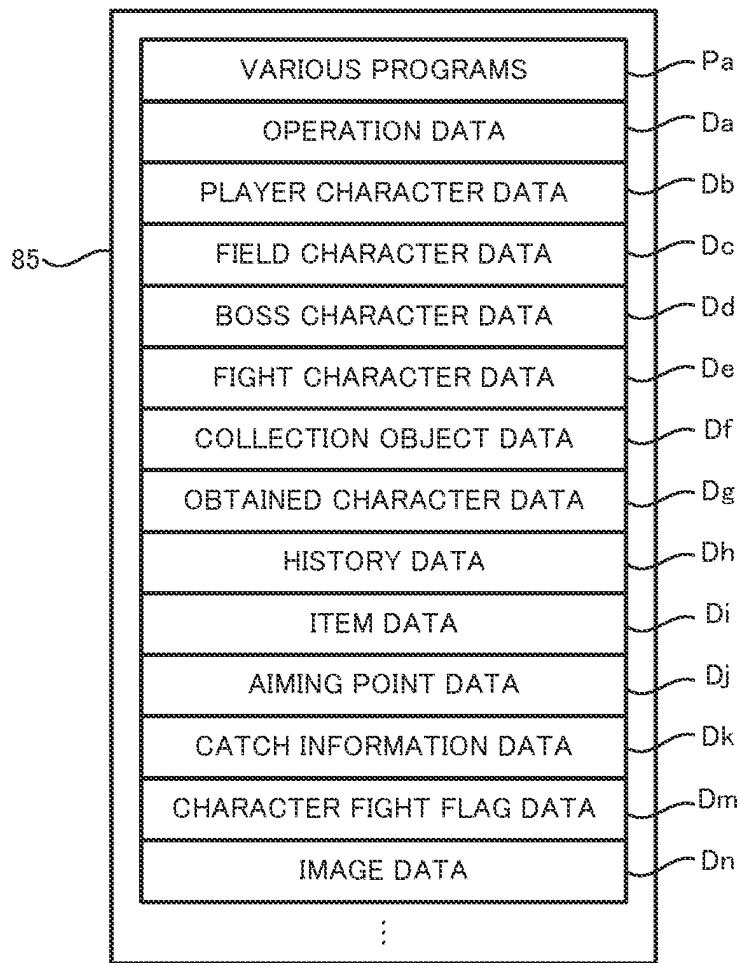 VARIOUS PROGRAMS Pa
OPERATION DATA Da
PLAYER CHARACTER DATA Db
FIELD CHARACTER DATA Dc
85
BOSS CHARACTER DATA Dd
FIGHT CHARACTER DATA De
COLLECTION OBJECT DATA Df
OBTAINED CHARACTER DATA Dg
HISTORY DATA Dh
ITEM DATA Di
AIMING POINT DATA Dj
CATCH INFORMATION DATA Dk
CHARACTER FIGHT FLAG DATA Dm
IMAGE DATA Dn
⋮